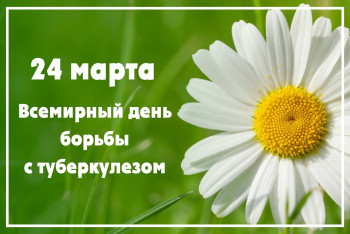 24 марта
Всемирный день
борьбы
с туберкулезом